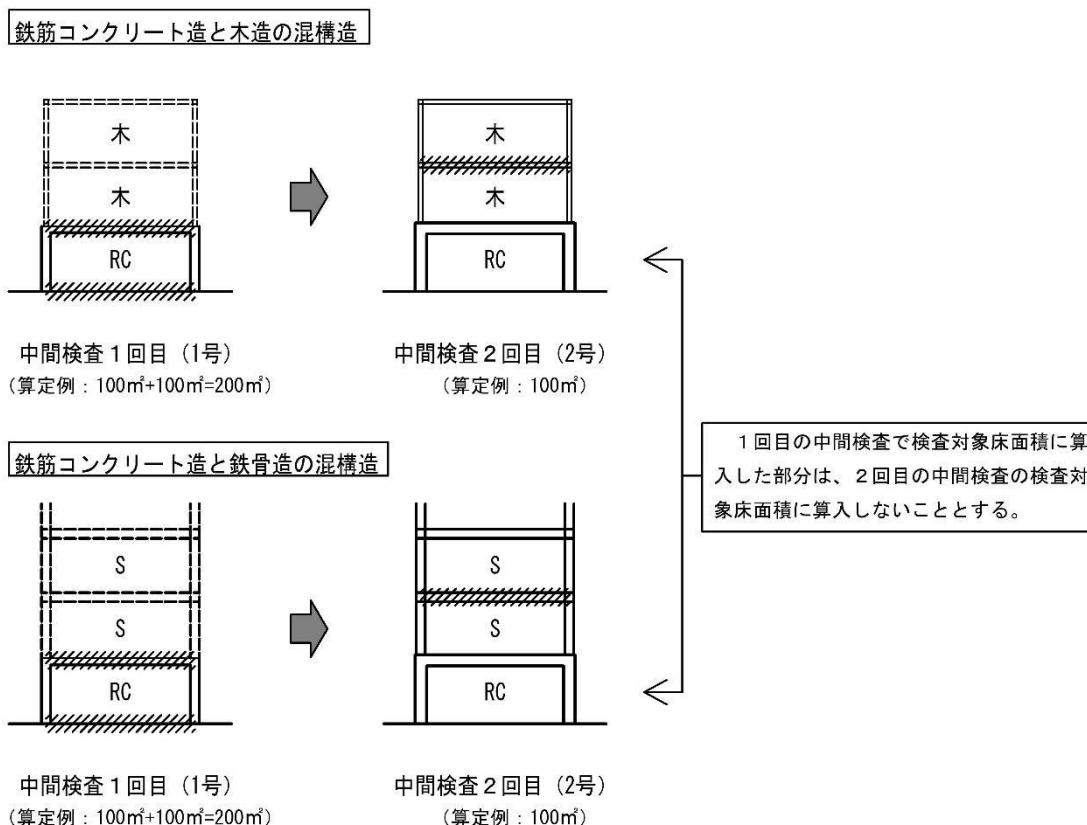 鉄筋コンクリート造と木造の混構造
木
木
RC
木
木
RC
中間検査１回目（1号）
（算定例：100㎡+100㎡=200㎡）
中間検査２回目（2号）
（算定例：100㎡）
鉄筋コンクリート造と鉄骨造の混構造
１回目の中間検査で検査対象床面積に算
入した部分は、２回目の中間検査の検査対
象床面積に算入しないこととする。
S
S
RC
S
S
RC
中間検査１回目（1号）
（算定例：100㎡+100㎡=200㎡）
中間検査２回目（2号）
（算定例：100㎡）